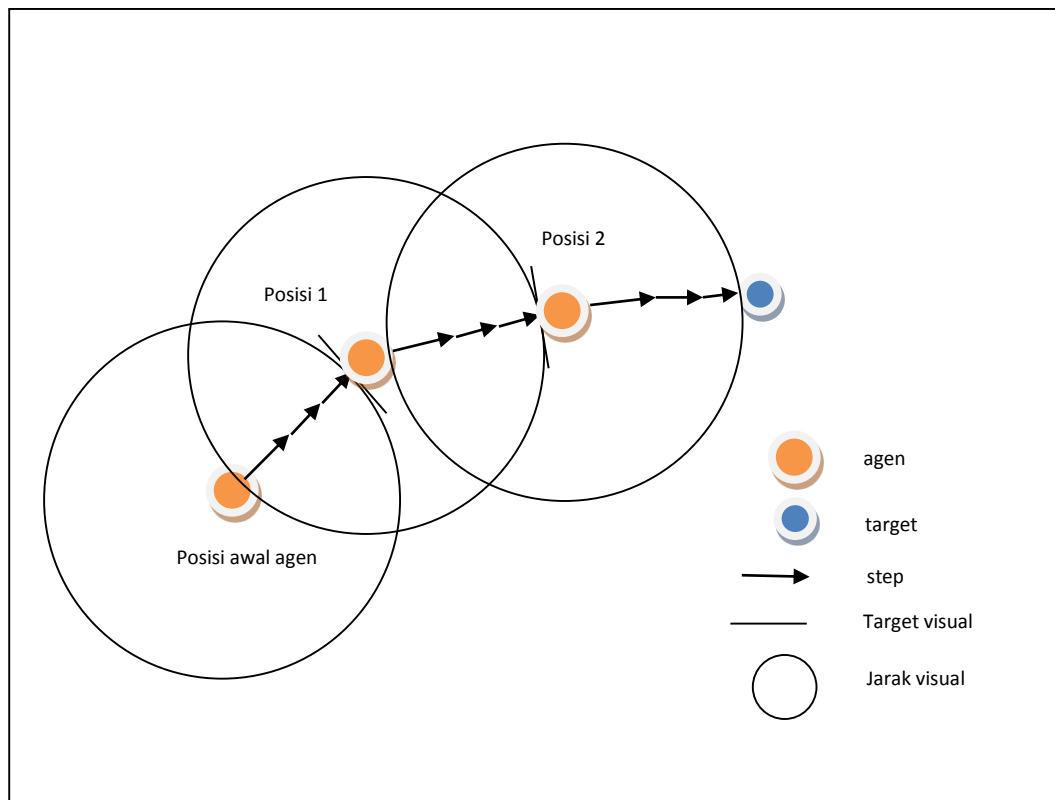 Posisi 2
Posisi 1
Posisi awal agen
agen
target
step
Target visual
Jarak visual